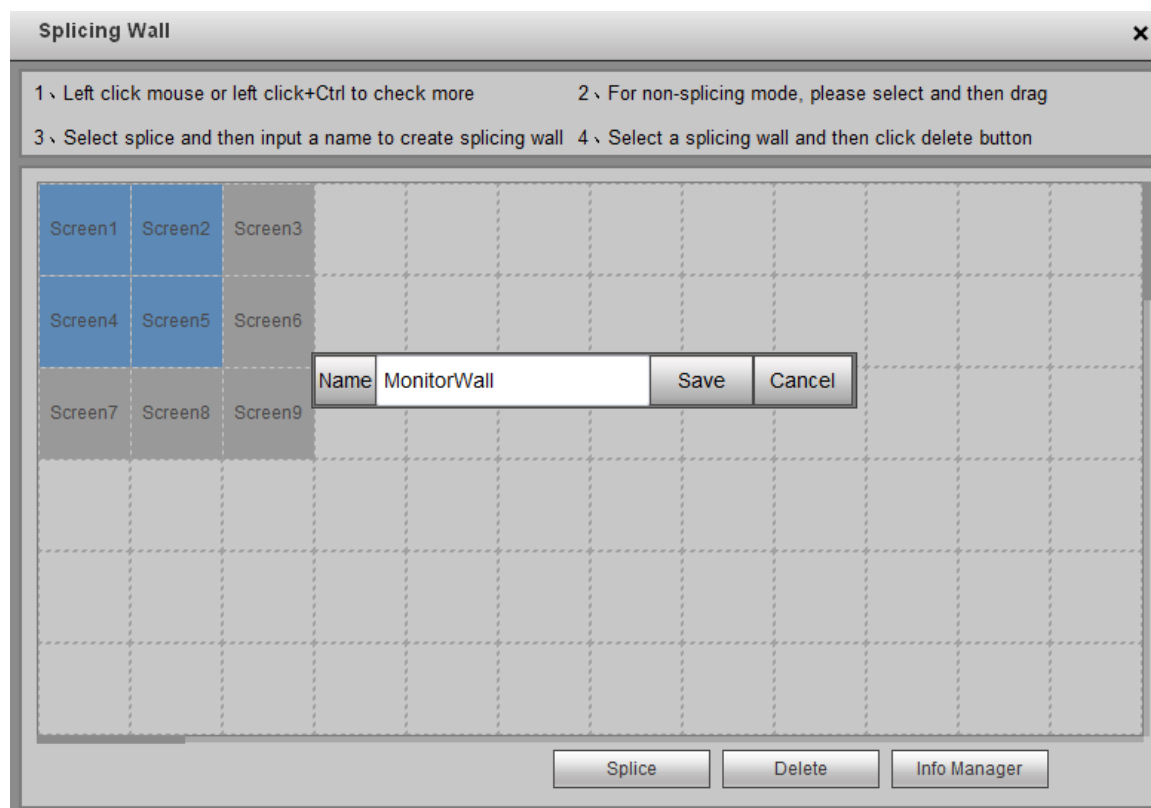 Splicing Wall
1、Left click mouse or left click+Ctrl to check more 2、For non-splicing mode, please select and then drag
3、Select splice and then input a name to create splicing wall 4、Select a splicing wall and then click delete button
Screen1 Screen2 Screen3
Screen4 Screen5 Screen6
Name MonitorWall Save Cancel
Screen7 Screen8 Screen9
Splice Delete Info Manager